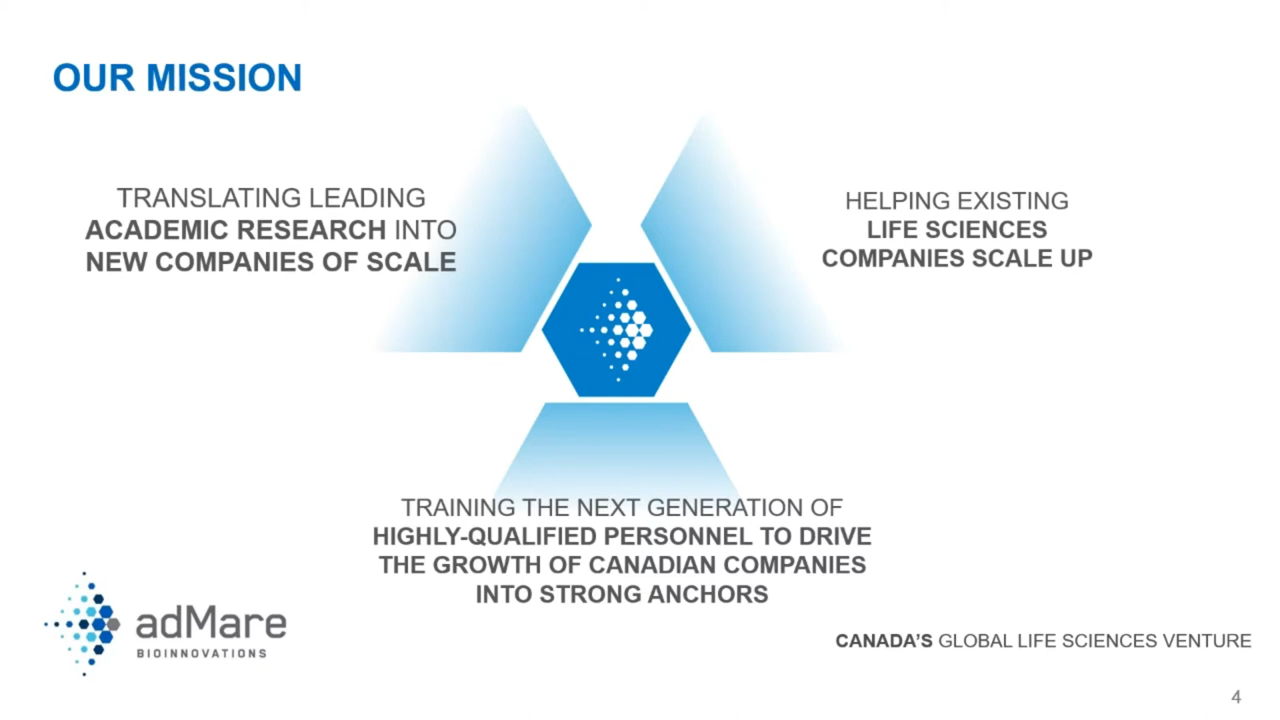 OUR MISSION
TRANSLATING LEADING
ACADEMIC RESEARCH INTO
NEW COMPANIES OF SCALE
HELPING EXISTING
LIFE SCIENCES
COMPANIES SCALE UP
TRAINING THE NEXT GENERATION OF
HIGHLY-QUALIFIED PERSONNEL TO DRIVE
THE GROWTH OF CANADIAN COMPANIES
INTO STRONG ANCHORS
adMare
BIOINNOVATIONS
CANADA'S GLOBAL LIFE SCIENCES VENTURE
4